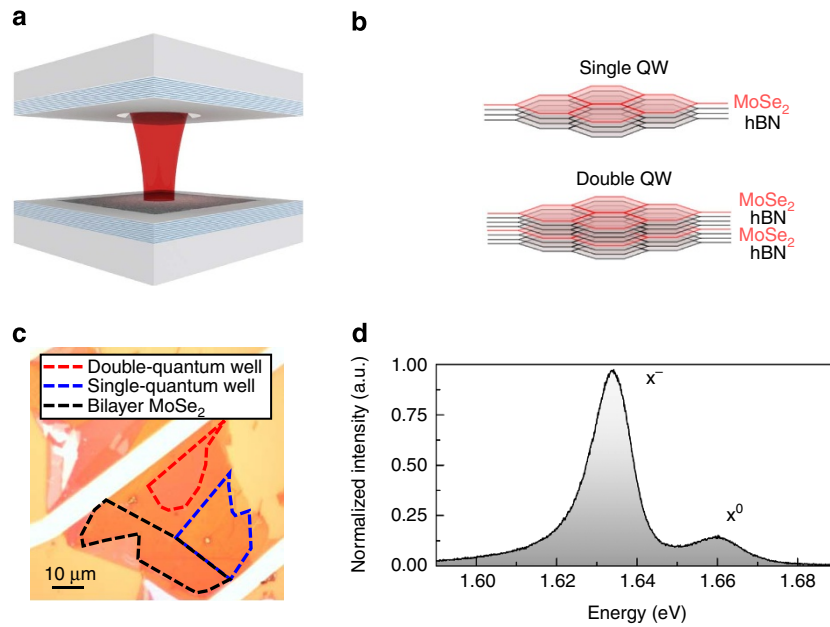 a
b
Single QW
MoSe₂
hBN
Double QW
MoSe₂
hBN
MoSe₂
hBN
c
Double-quantum well
Single-quantum well
Bilayer MoSe₂
10 μm
d
1.00
0.75
0.50
0.25
0.00
Normalized intensity (a.u.)
x⁻
x⁰
1.60
1.62
1.64
1.66
1.68
Energy (eV)